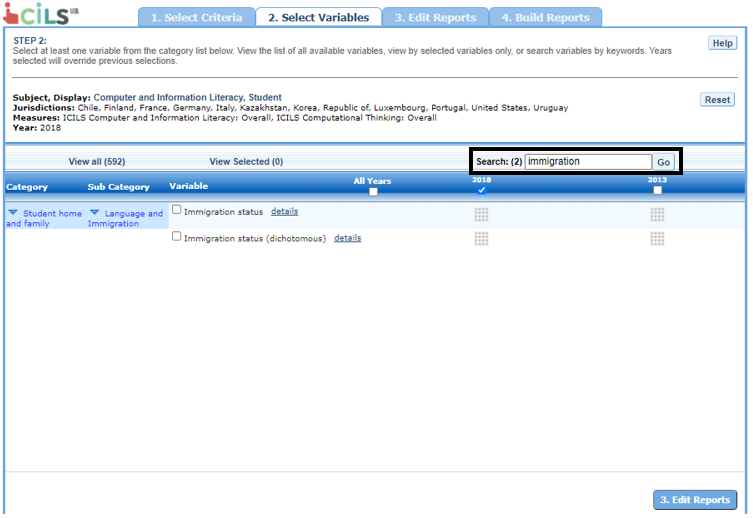 iCiLS
1. Select Criteria
2. Select Variables
3. Edit Reports
4. Build Reports
STEP 2:
Select at least one variable from the category list below. View the list of all available variables, view by selected variables only, or search variables by keywords. Years
selected will override previous selections.
Help
Subject, Display: Computer and Information Literacy, Student
Jurisdictions: Chile, Finland, France, Germany, Italy, Kazakhstan, Korea, Republic of, Luxembourg, Portugal, United States, Uruguay
Measures: ICILS Computer and Information Literacy: Overall, ICILS Computational Thinking: Overall
Year: 2018
Reset
View all (592)
View Selected (0)
Search: (2) immigration Go
Category
Sub Category
Variable
All Years
2018
2013
Student home
and family
Language and
Immigration
Immigration status details
Immigration status (dichotomous) details
3. Edit Reports